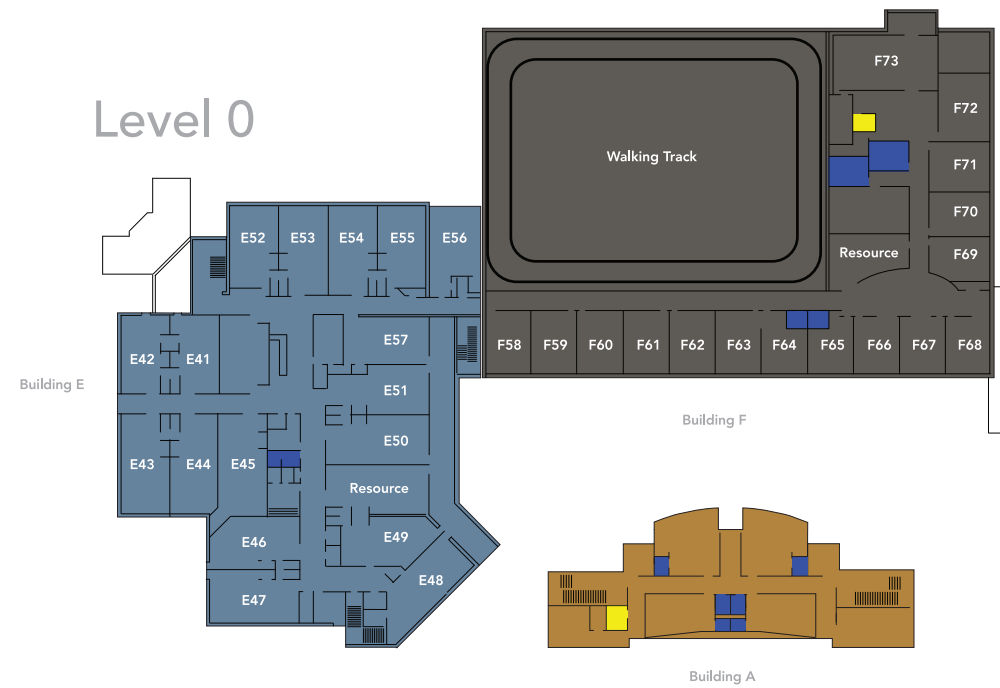 Level 0
F73
F72
Walking Track
F71
F70
E52 E53 E54 E55 E56
Resource F69
E57
F58 F59 F60 F61 F62 F63 F64 F65 F66 F67 F68
E42 E41
Building E
E51
Building F
E50
E43 E44 E45
Resource
E49
E46
E48
E47
Building A